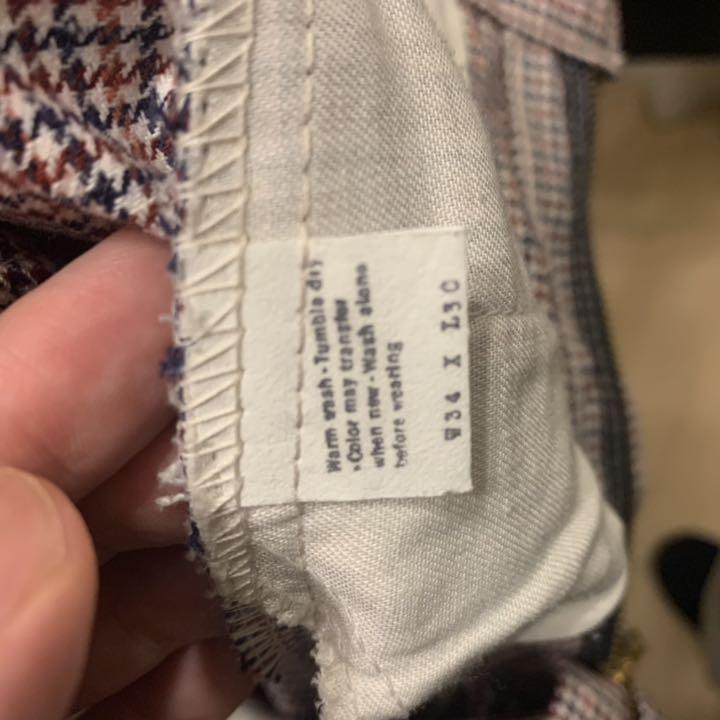 Warm wash • Tumble dry
• Color may transfer
when new • Wash alone
before wearing
W34 X L30